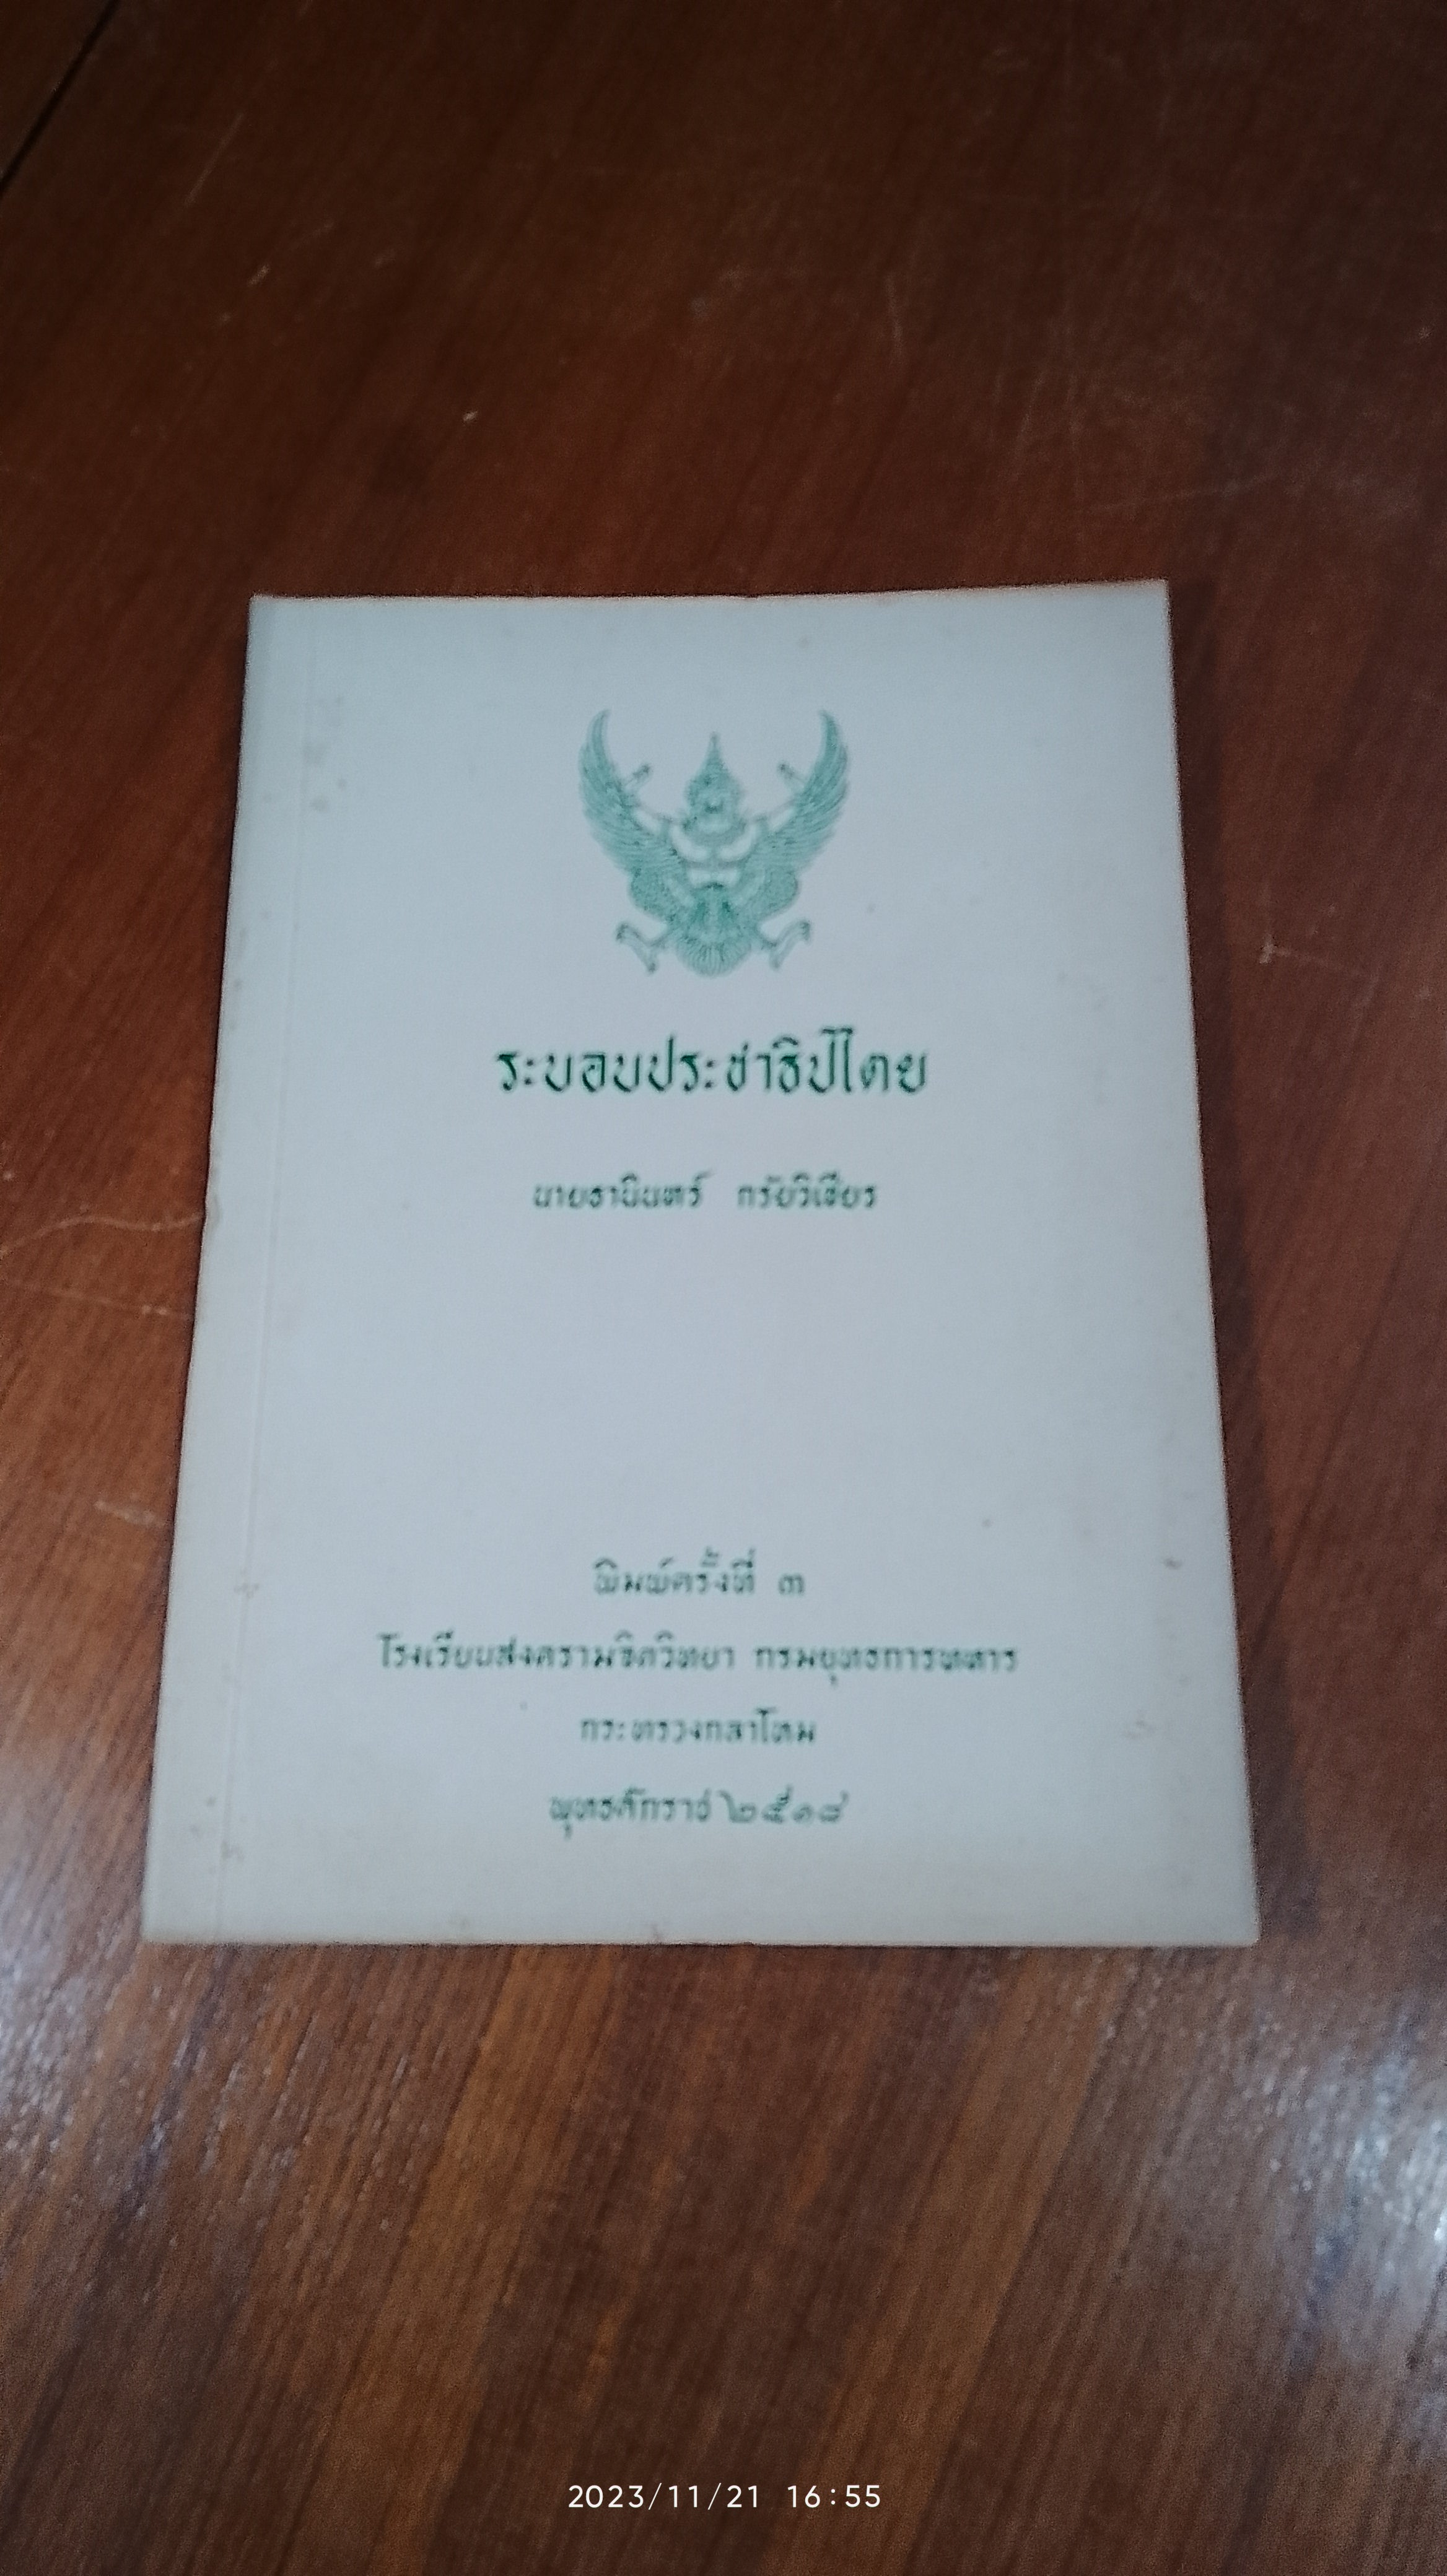 ระบอบประชาธิปไตย
นายธานินทร์ กรัยวิเชียร
พิมพ์ครั้งที่ ๓
โรงเรียนสงครามจิตวิทยา กรมยุทธการทหาร
กระทรวงกลาโหม
พุทธศักราช ๒๕๑๘
2023/11/21 16:55